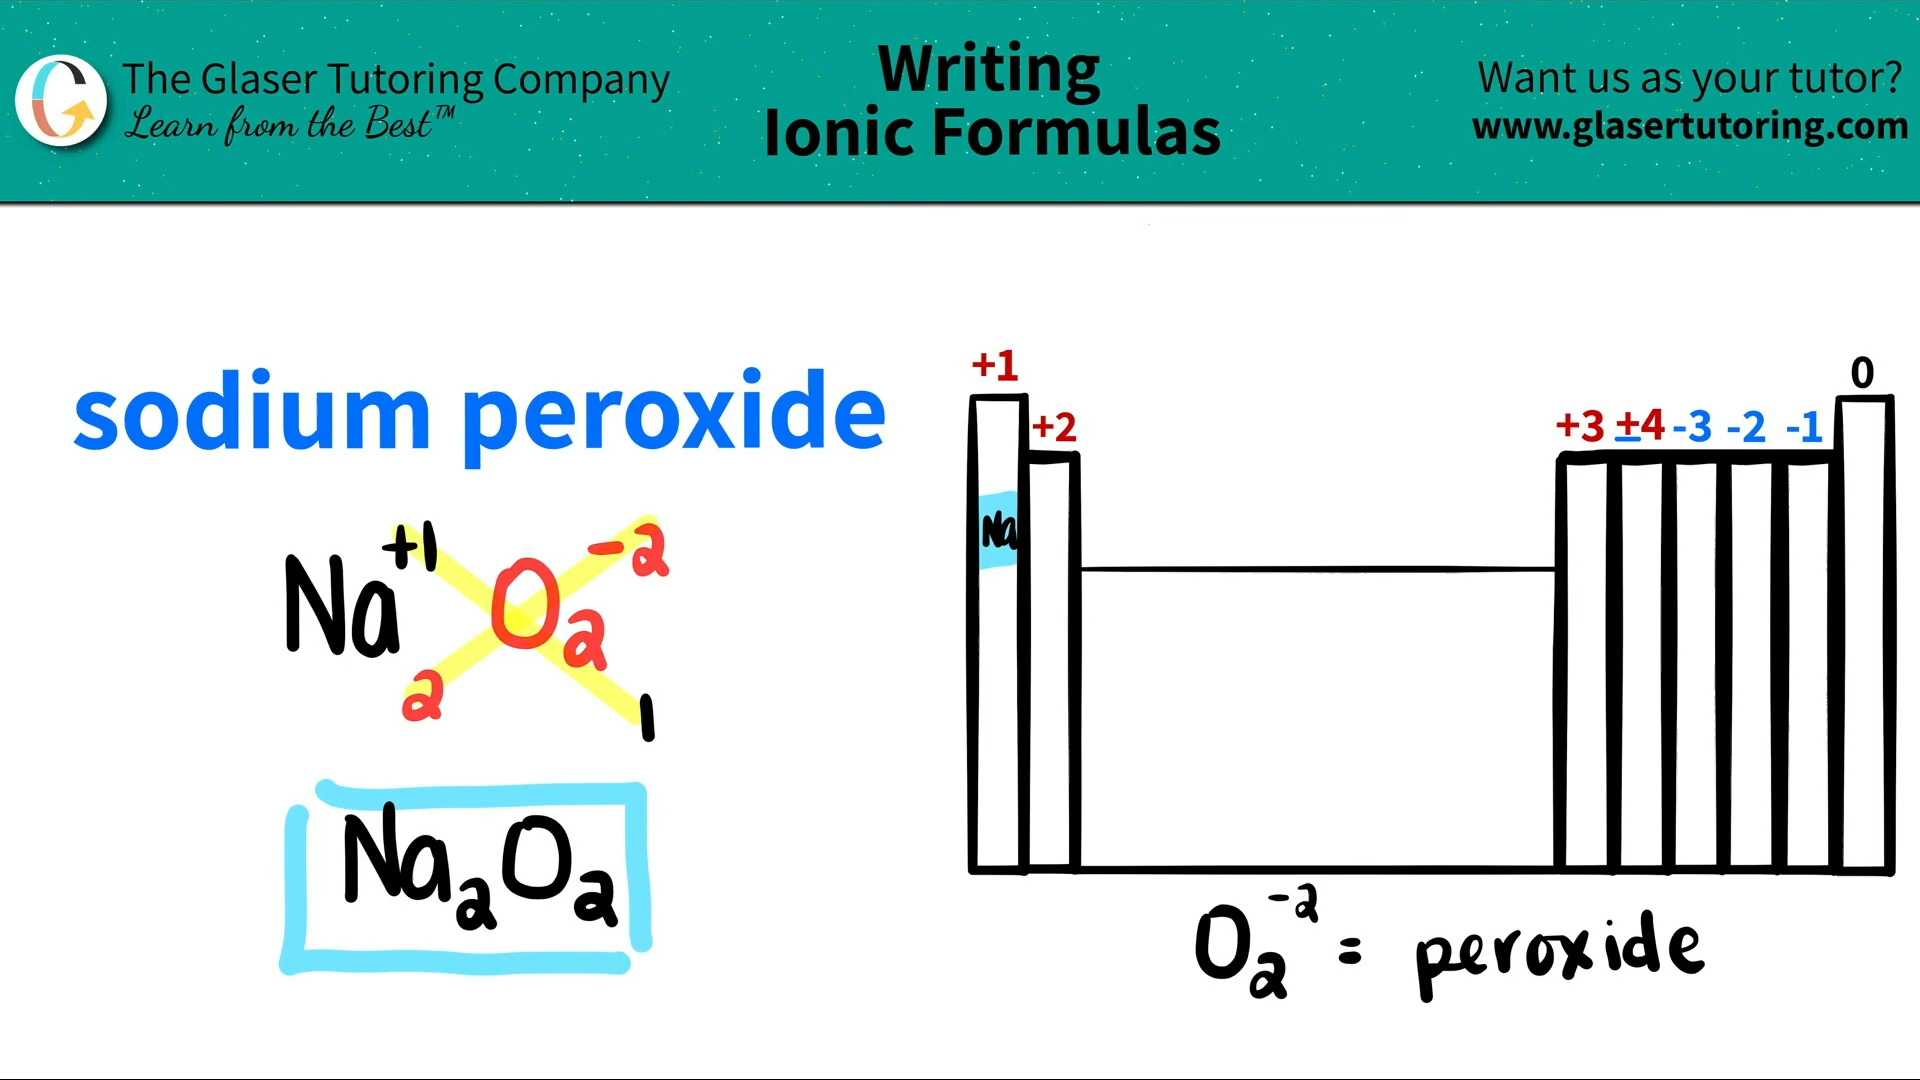 The Glaser Tutoring Company
Learn from the Best™
Writing
Ionic Formulas
Want us as your tutor?
www.glasertutoring.com
sodium peroxide
Na⁺¹ O₂⁻²
2 1
Na₂O₂
+1 0
+2 +3 ±4 -3 -2 -1
Na
O₂⁻² = peroxide